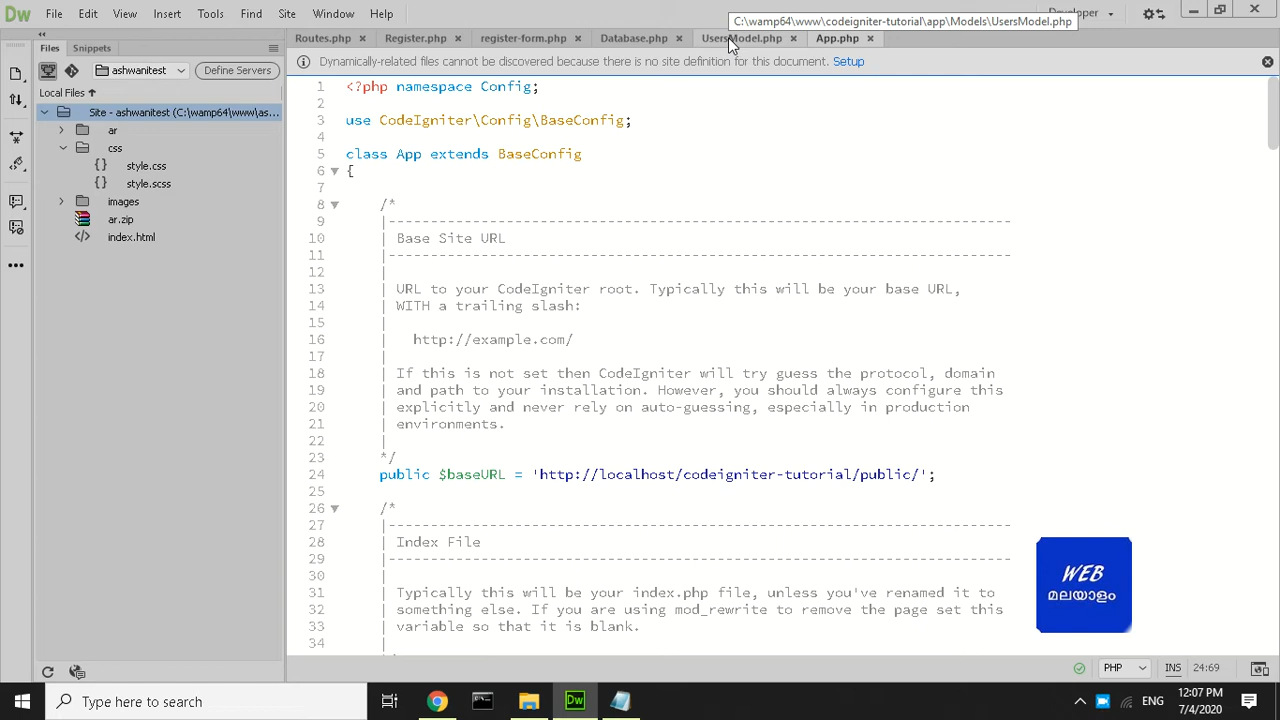 Dw
File
Edit
View
Insert
Tools
Find
Site
Window
Help
Developer
C:\wamp64\www\codeigniter-tutorial\app\Models\UsersModel.php
Routes.php
Register.php
register-form.php
Database.php
UsersModel.php
App.php
Files
Snippets
Dynamically-related files cannot be discovered because there is no site definition for this document. Setup
ashwanitest
Define Servers
Local Files
Site - ashwanitest (C:\wamp64\www\as...
ar
css
style.css
style.scss
images
ar.zip
index.html
1 <?php namespace Config;
2
3 use CodeIgniter\Config\BaseConfig;
4
5 class App extends BaseConfig
6 {
7
8 /*
9 |--------------------------------------------------------------------------
10 | Base Site URL
11 |--------------------------------------------------------------------------
12 |
13 | URL to your CodeIgniter root. Typically this will be your base URL,
14 | WITH a trailing slash:
15 |
16 | http://example.com/
17 |
18 | If this is not set then CodeIgniter will try guess the protocol, domain
19 | and path to your installation. However, you should always configure this
20 | explicitly and never rely on auto-guessing, especially in production
21 | environments.
22 |
23 */
24 public $baseURL = 'http://localhost/codeigniter-tutorial/public/';
25
26 /*
27 |--------------------------------------------------------------------------
28 | Index File
29 |--------------------------------------------------------------------------
30 |
31 | Typically this will be your index.php file, unless you've renamed it to
32 | something else. If you are using mod_rewrite to remove the page set this
33 | variable so that it is blank.
34 |
WEB
മലയാളം
PHP
INS
24:69
Type here to search
Dw
ENG
12:07 PM
7/4/2020